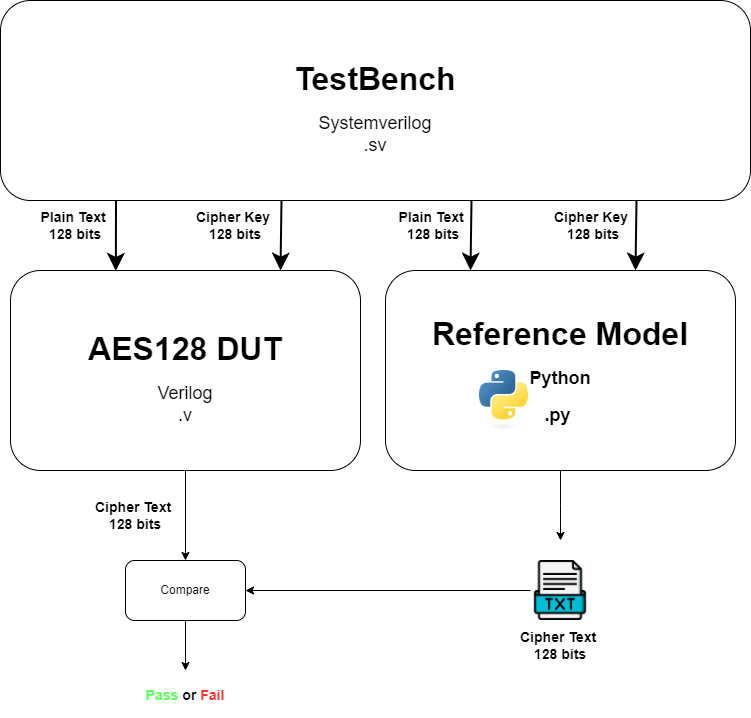 TestBench
Systemverilog
.sv
Plain Text
128 bits
Cipher Key
128 bits
Plain Text
128 bits
Cipher Key
128 bits
AES128 DUT
Verilog
.v
Reference Model
Python
.py
Cipher Text
128 bits
Compare
TXT
Cipher Text
128 bits
Pass or Fail